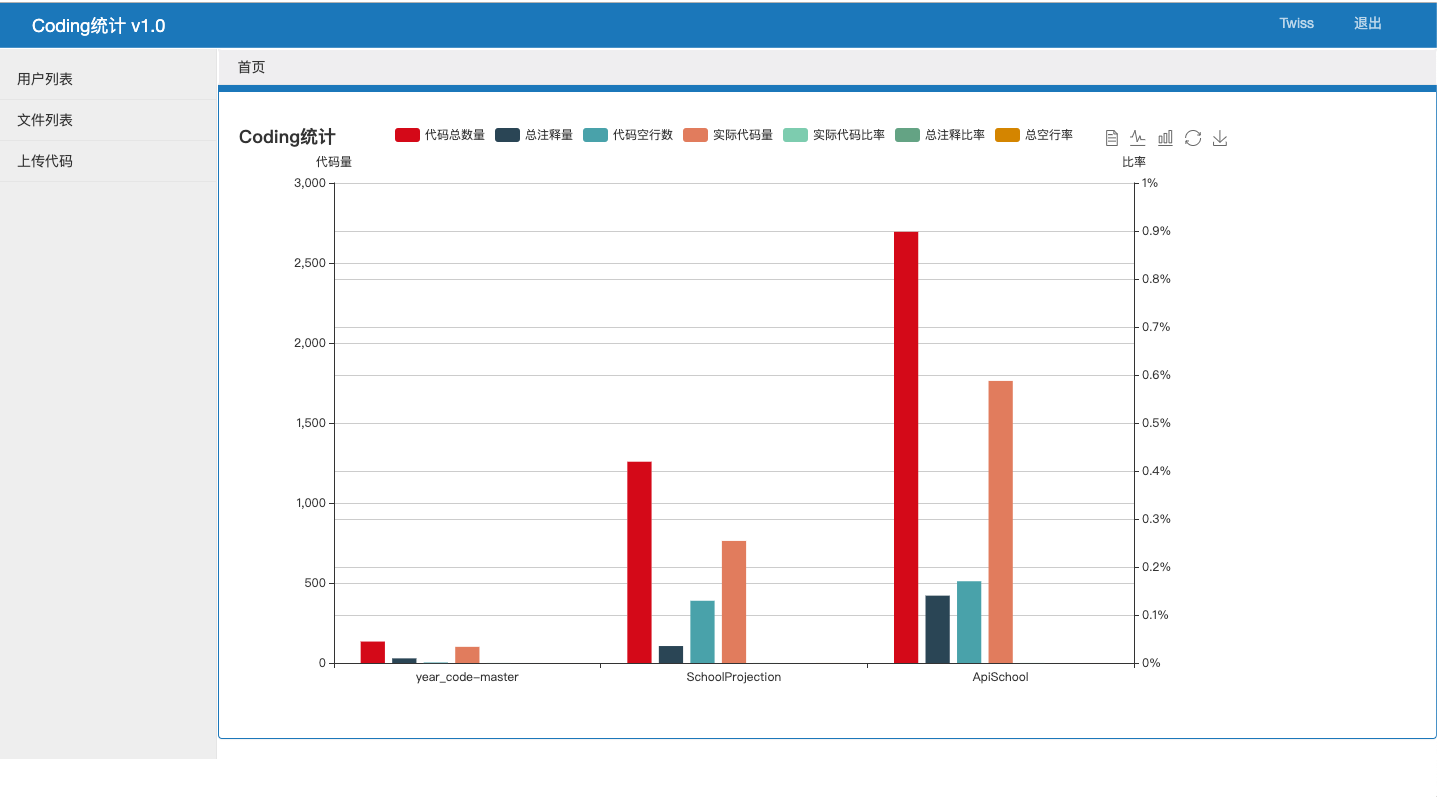 Coding统计 v1.0
Twiss
退出
用户列表
文件列表
上传代码
首页
Coding统计
代码总数量 总注释量 代码空行数 实际代码量 实际代码比率 总注释比率 总空行率
代码量
比率
3,000
2,500
2,000
1,500
1,000
500
0
1%
0.9%
0.8%
0.7%
0.6%
0.5%
0.4%
0.3%
0.2%
0.1%
0%
year_code-master
SchoolProjection
ApiSchool